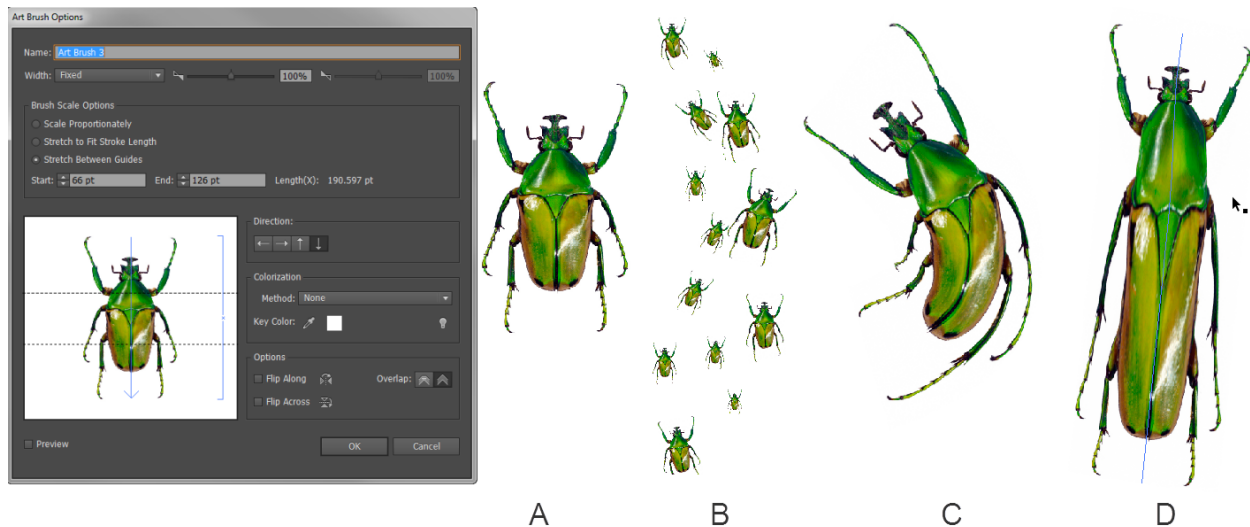 Art Brush Options
Name: Art Brush 3
Width: Fixed 100% 100%
Brush Scale Options
Scale Proportionately
Stretch to Fit Stroke Length
Stretch Between Guides
Start: 66 pt End: 126 pt Length(X): 190.597 pt
Direction:
Colorization
Method: None
Key Color:
Options
Flip Along Overlap:
Flip Across
Preview OK Cancel
A B C D